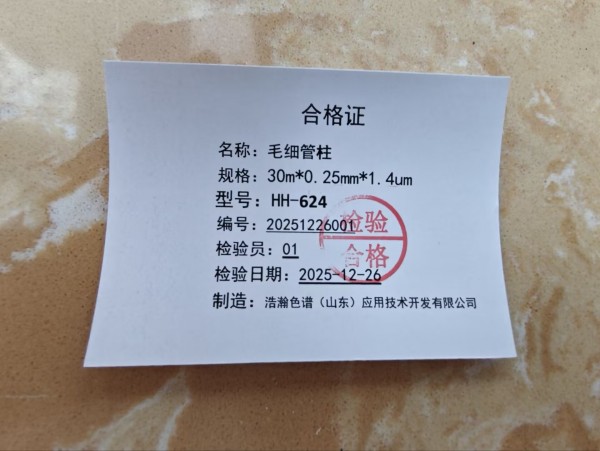 合格证
名称：毛细管柱
规格：30m*0.25mm*1.4um
型号：HH-624
编号：20251226001
检验员：01
检验日期：2025-12-26
制造：浩瀚色谱（山东）应用技术开发有限公司
检验
合格